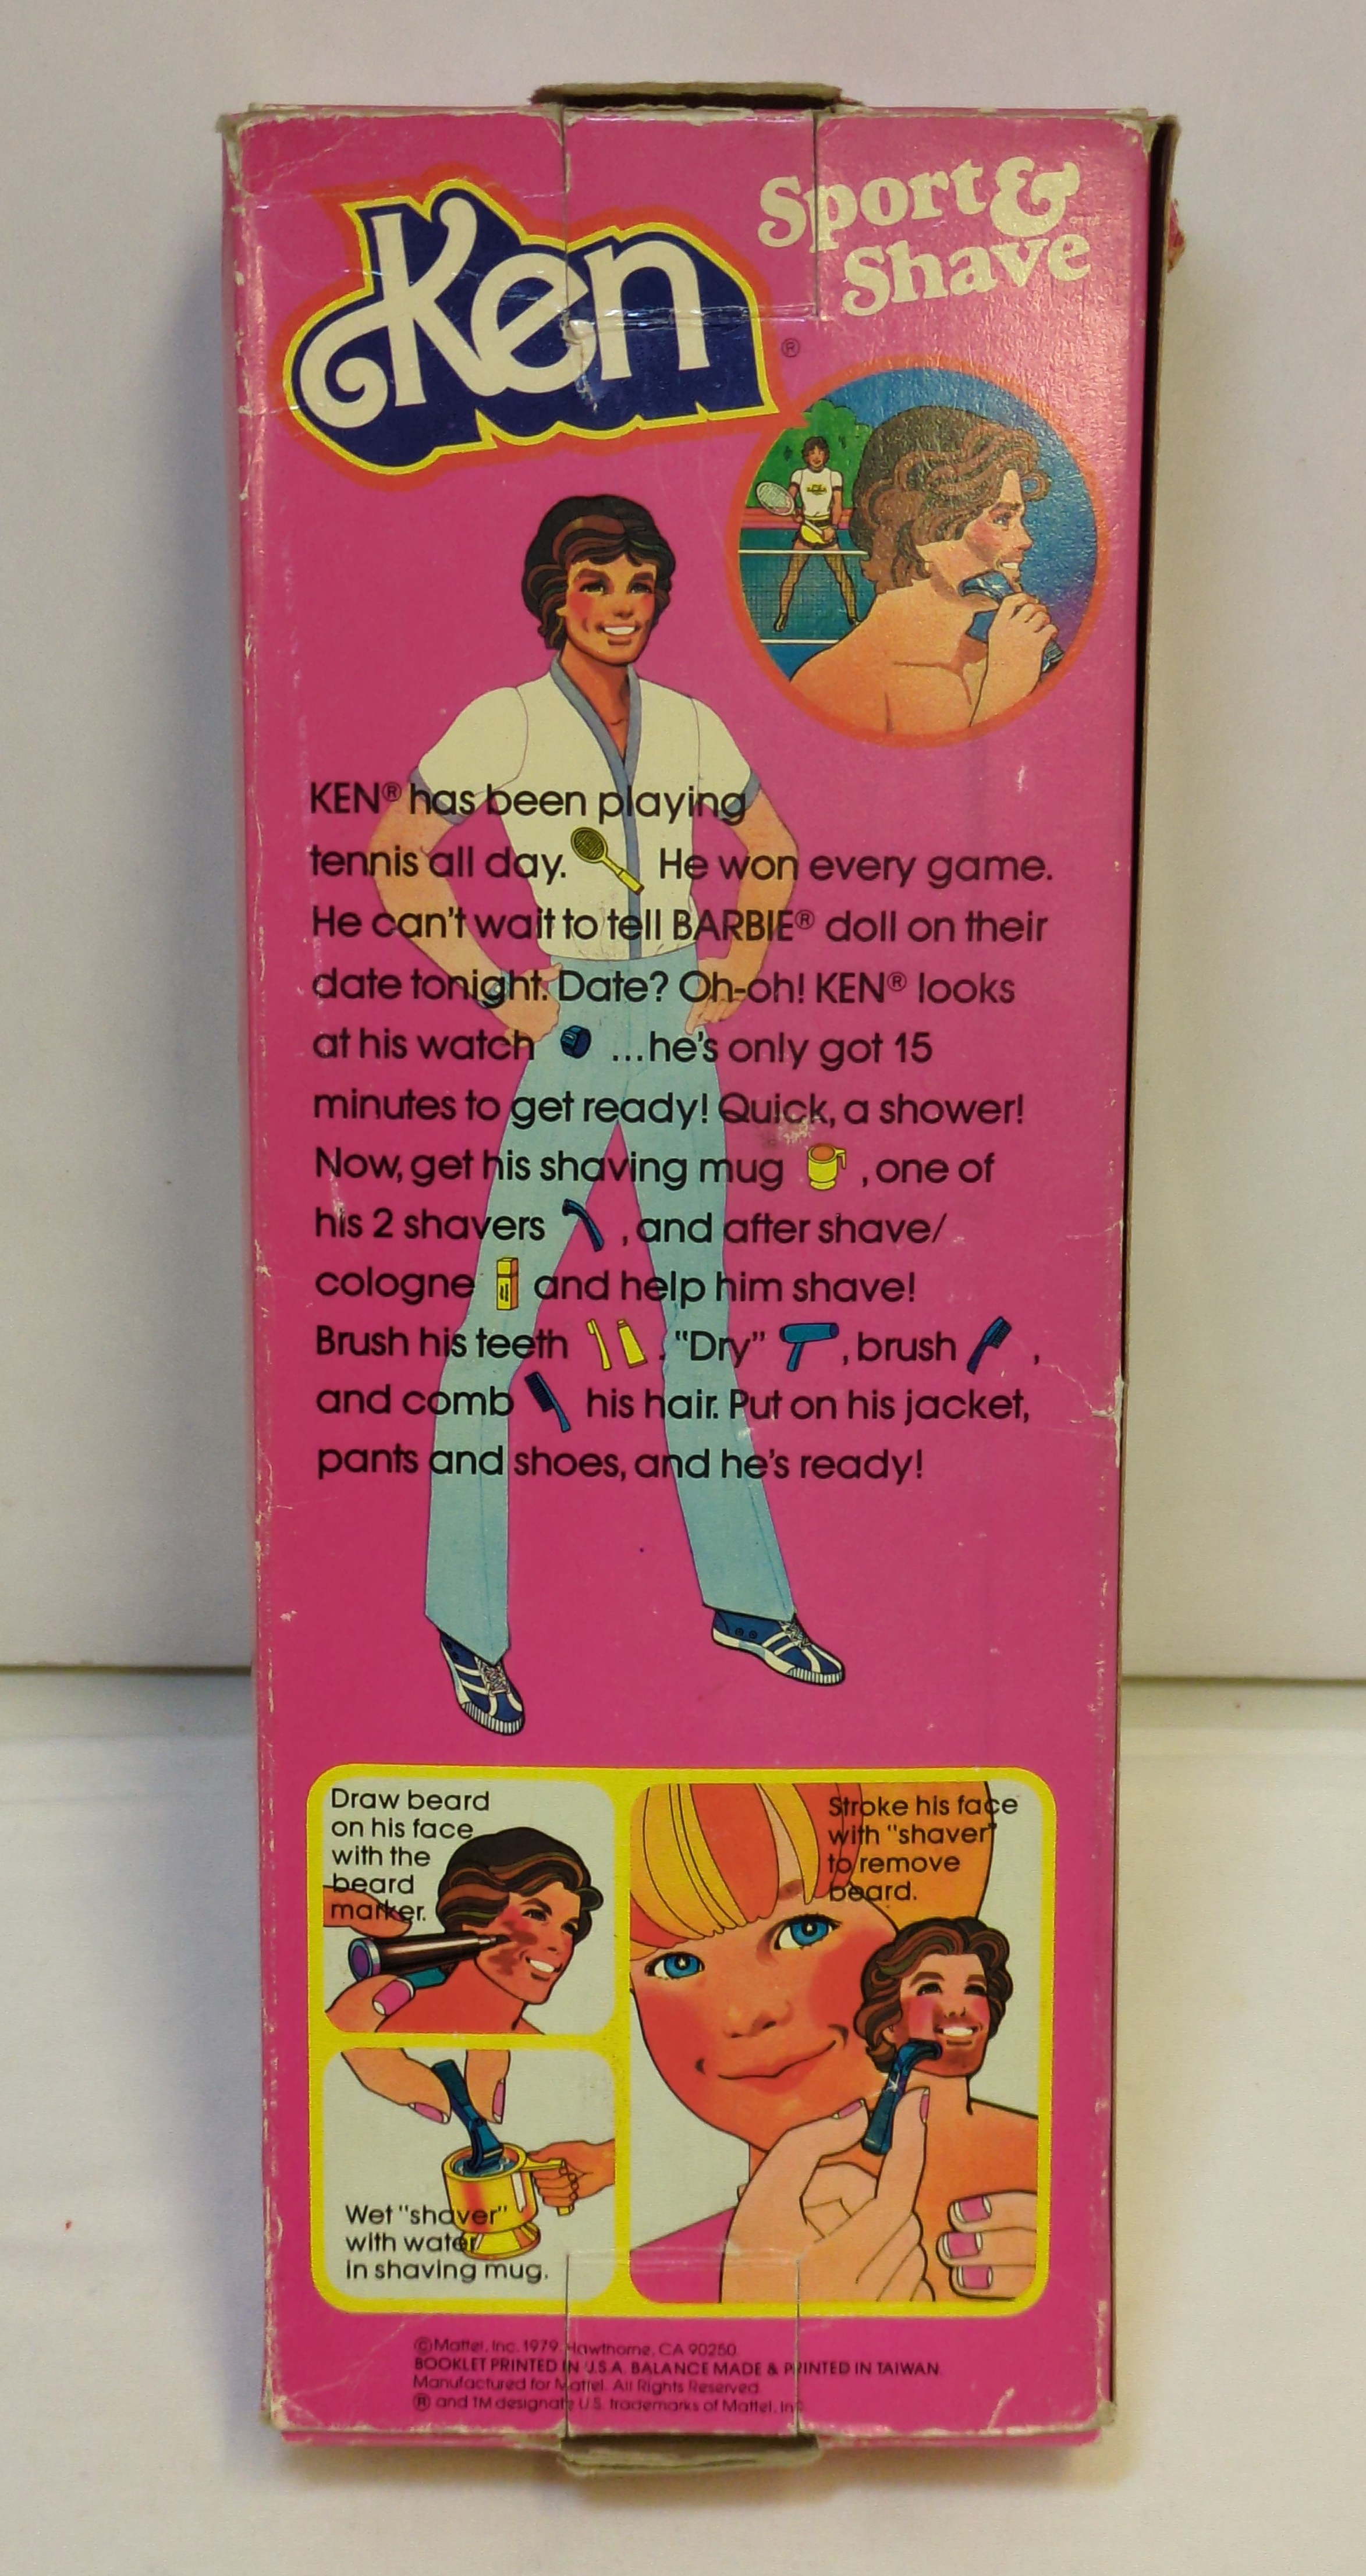 Ken®
Sport &
Shave™
KEN® has been playing
tennis all day. He won every game.
He can't wait to tell BARBIE® doll on their
date tonight. Date? Oh-oh! KEN® looks
at his watch ...he's only got 15
minutes to get ready! Quick, a shower!
Now, get his shaving mug , one of
his 2 shavers , and after shave/
cologne and help him shave!
Brush his teeth . "Dry" , brush ,
and comb his hair. Put on his jacket,
pants and shoes, and he's ready!
Draw beard
on his face
with the
beard
marker.
Wet "shaver"
with water
in shaving mug.
Stroke his face
with "shaver"
to remove
beard.
©Mattel, Inc. 1979. Hawthorne, CA 90250.
BOOKLET PRINTED IN U.S.A. BALANCE MADE & PRINTED IN TAIWAN.
Manufactured for Mattel. All Rights Reserved.
® and TM designate U.S. trademarks of Mattel, Inc.